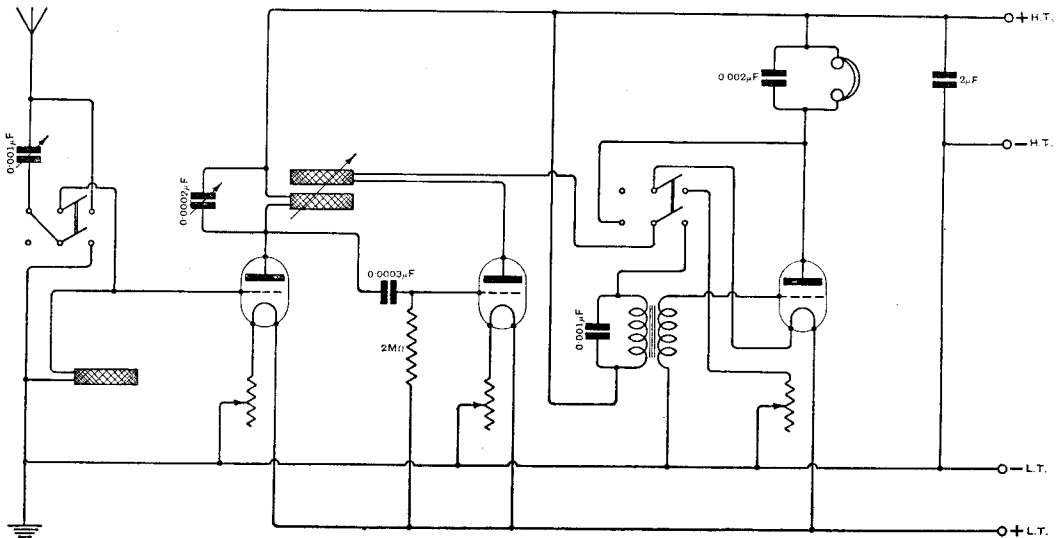 + H.T.
0·002μF
2μF
0·001μF
− H.T.
0·0002μF
0·0003μF
0·001μF
2MΩ
− L.T.
+ L.T.